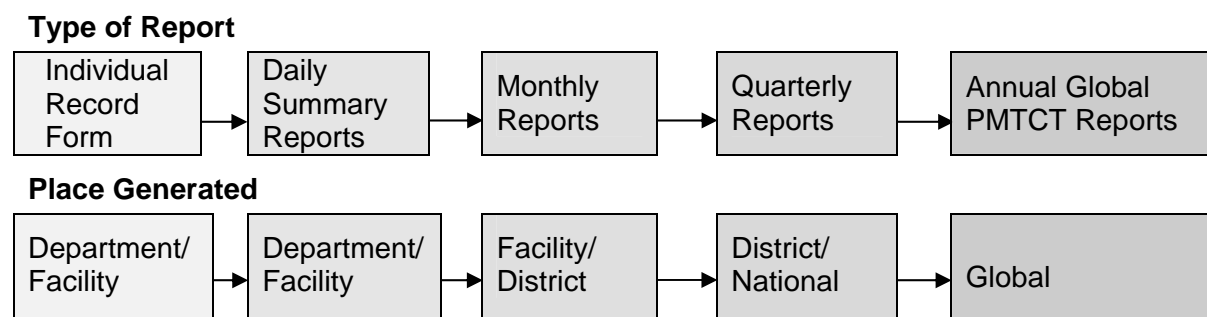 Type of Report
Individual
Record
Form
Daily
Summary
Reports
Monthly
Reports
Quarterly
Reports
Annual Global
PMTCT Reports
Place Generated
Department/
Facility
Department/
Facility
Facility/
District
District/
National
Global